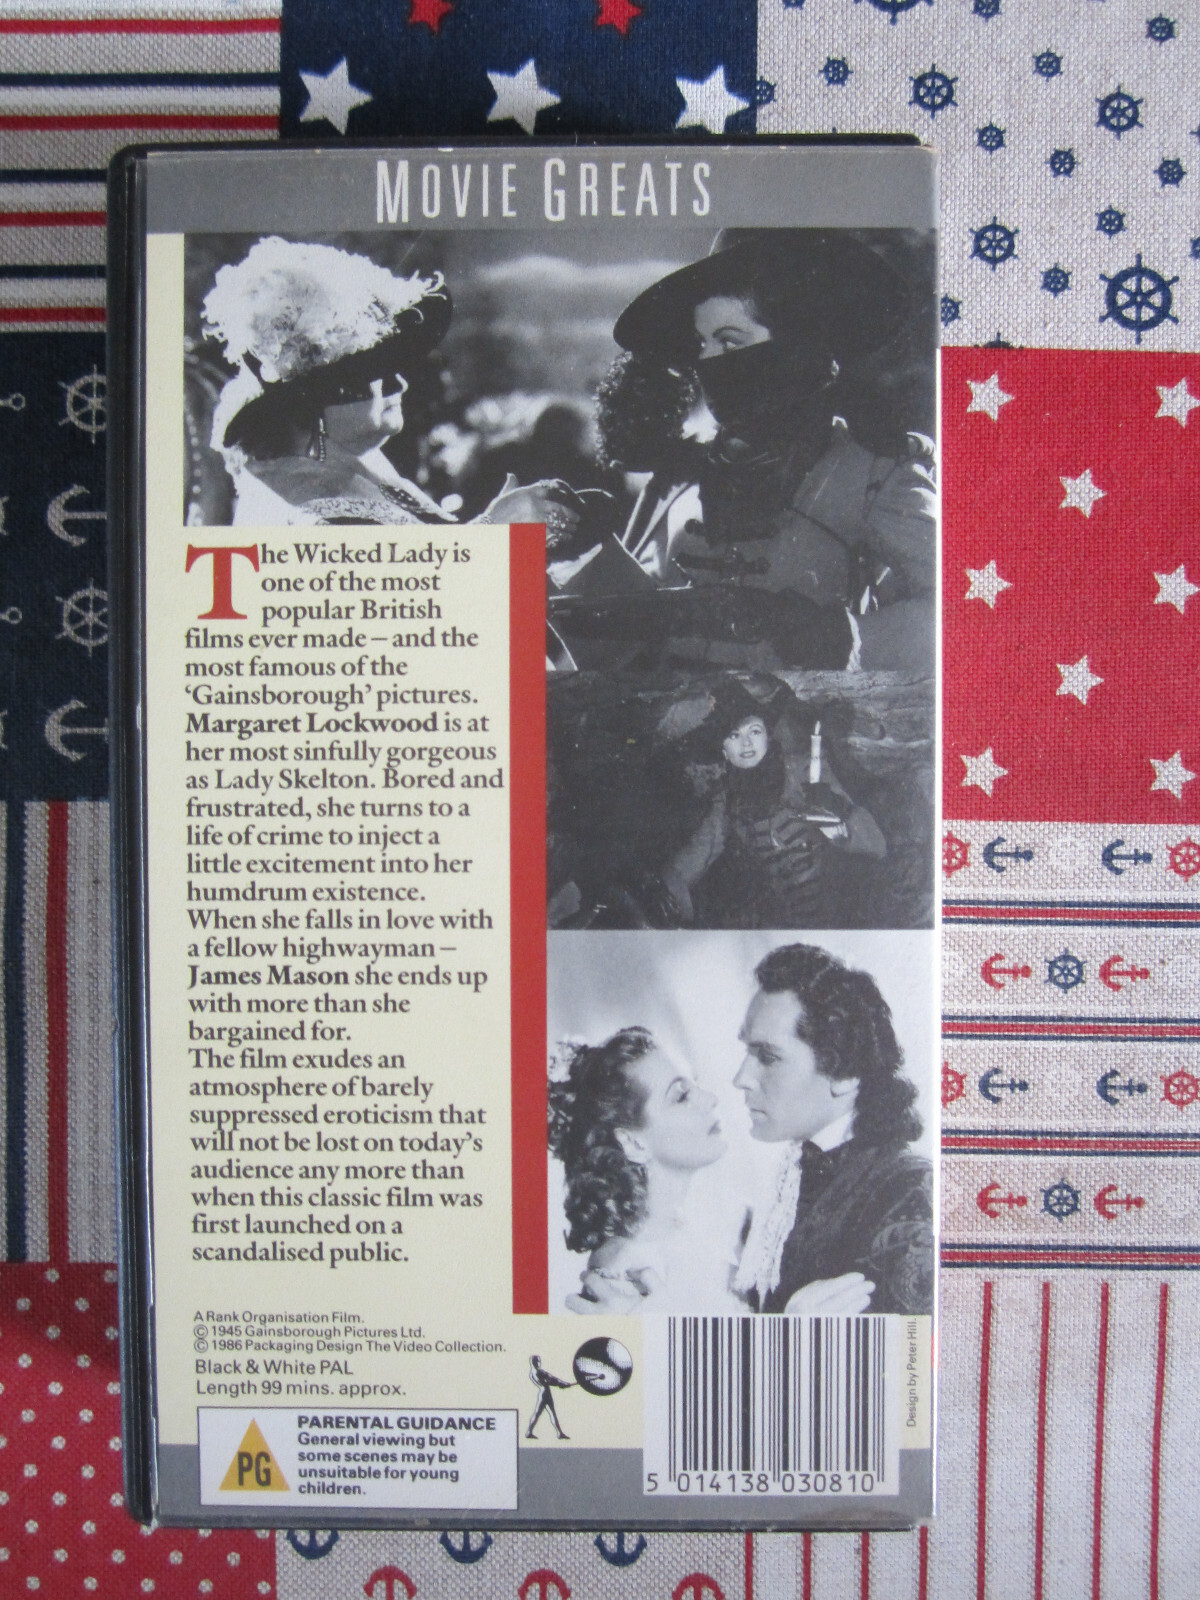 MOVIE GREATS
The Wicked Lady is
one of the most
popular British
films ever made – and the
most famous of the
'Gainsborough' pictures.
Margaret Lockwood is at
her most sinfully gorgeous
as Lady Skelton. Bored and
frustrated, she turns to a
life of crime to inject a
little excitement into her
humdrum existence.
When she falls in love with
a fellow highwayman –
James Mason she ends up
with more than she
bargained for.
The film exudes an
atmosphere of barely
suppressed eroticism that
will not be lost on today's
audience any more than
when this classic film was
first launched on a
scandalised public.
A Rank Organisation Film.
© 1945 Gainsborough Pictures Ltd.
© 1986 Packaging Design The Video Collection.
Black & White PAL
Length 99 mins. approx.
PG
PARENTAL GUIDANCE
General viewing but
some scenes may be
unsuitable for young
children.
Design by Peter Hill.
5 014138 030810